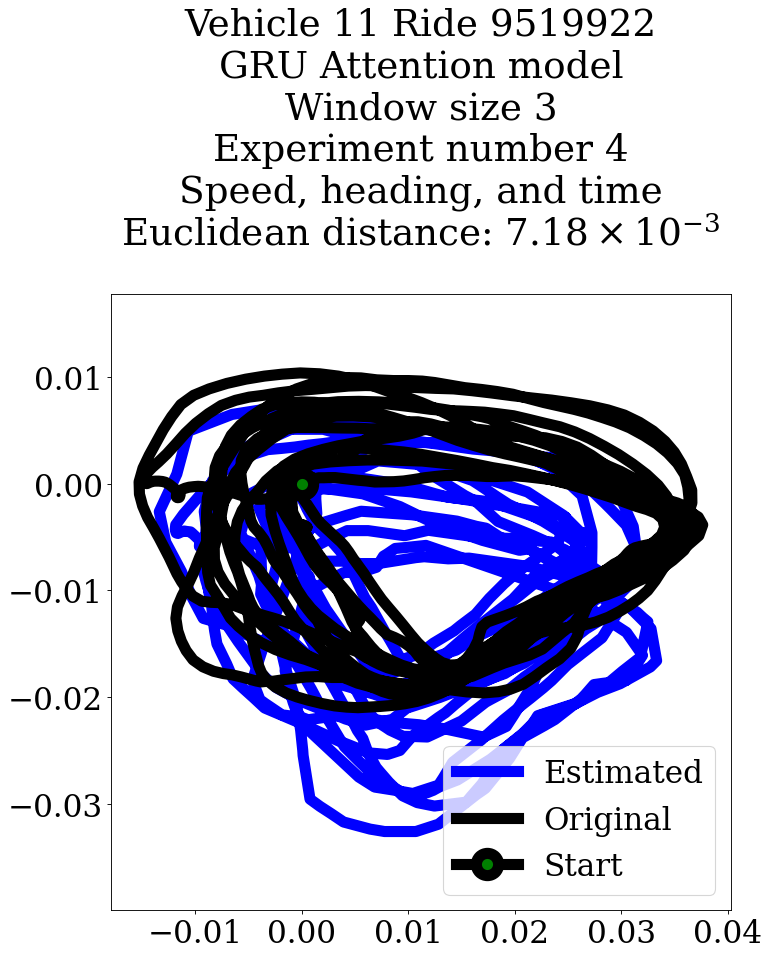 Vehicle 11 Ride 9519922
GRU Attention model
Window size 3
Experiment number 4
Speed, heading, and time
Euclidean distance: 7.18 × 10⁻³
0.01
0.00
−0.01
−0.02
−0.03
Estimated
Original
Start
−0.01 0.00 0.01 0.02 0.03 0.04